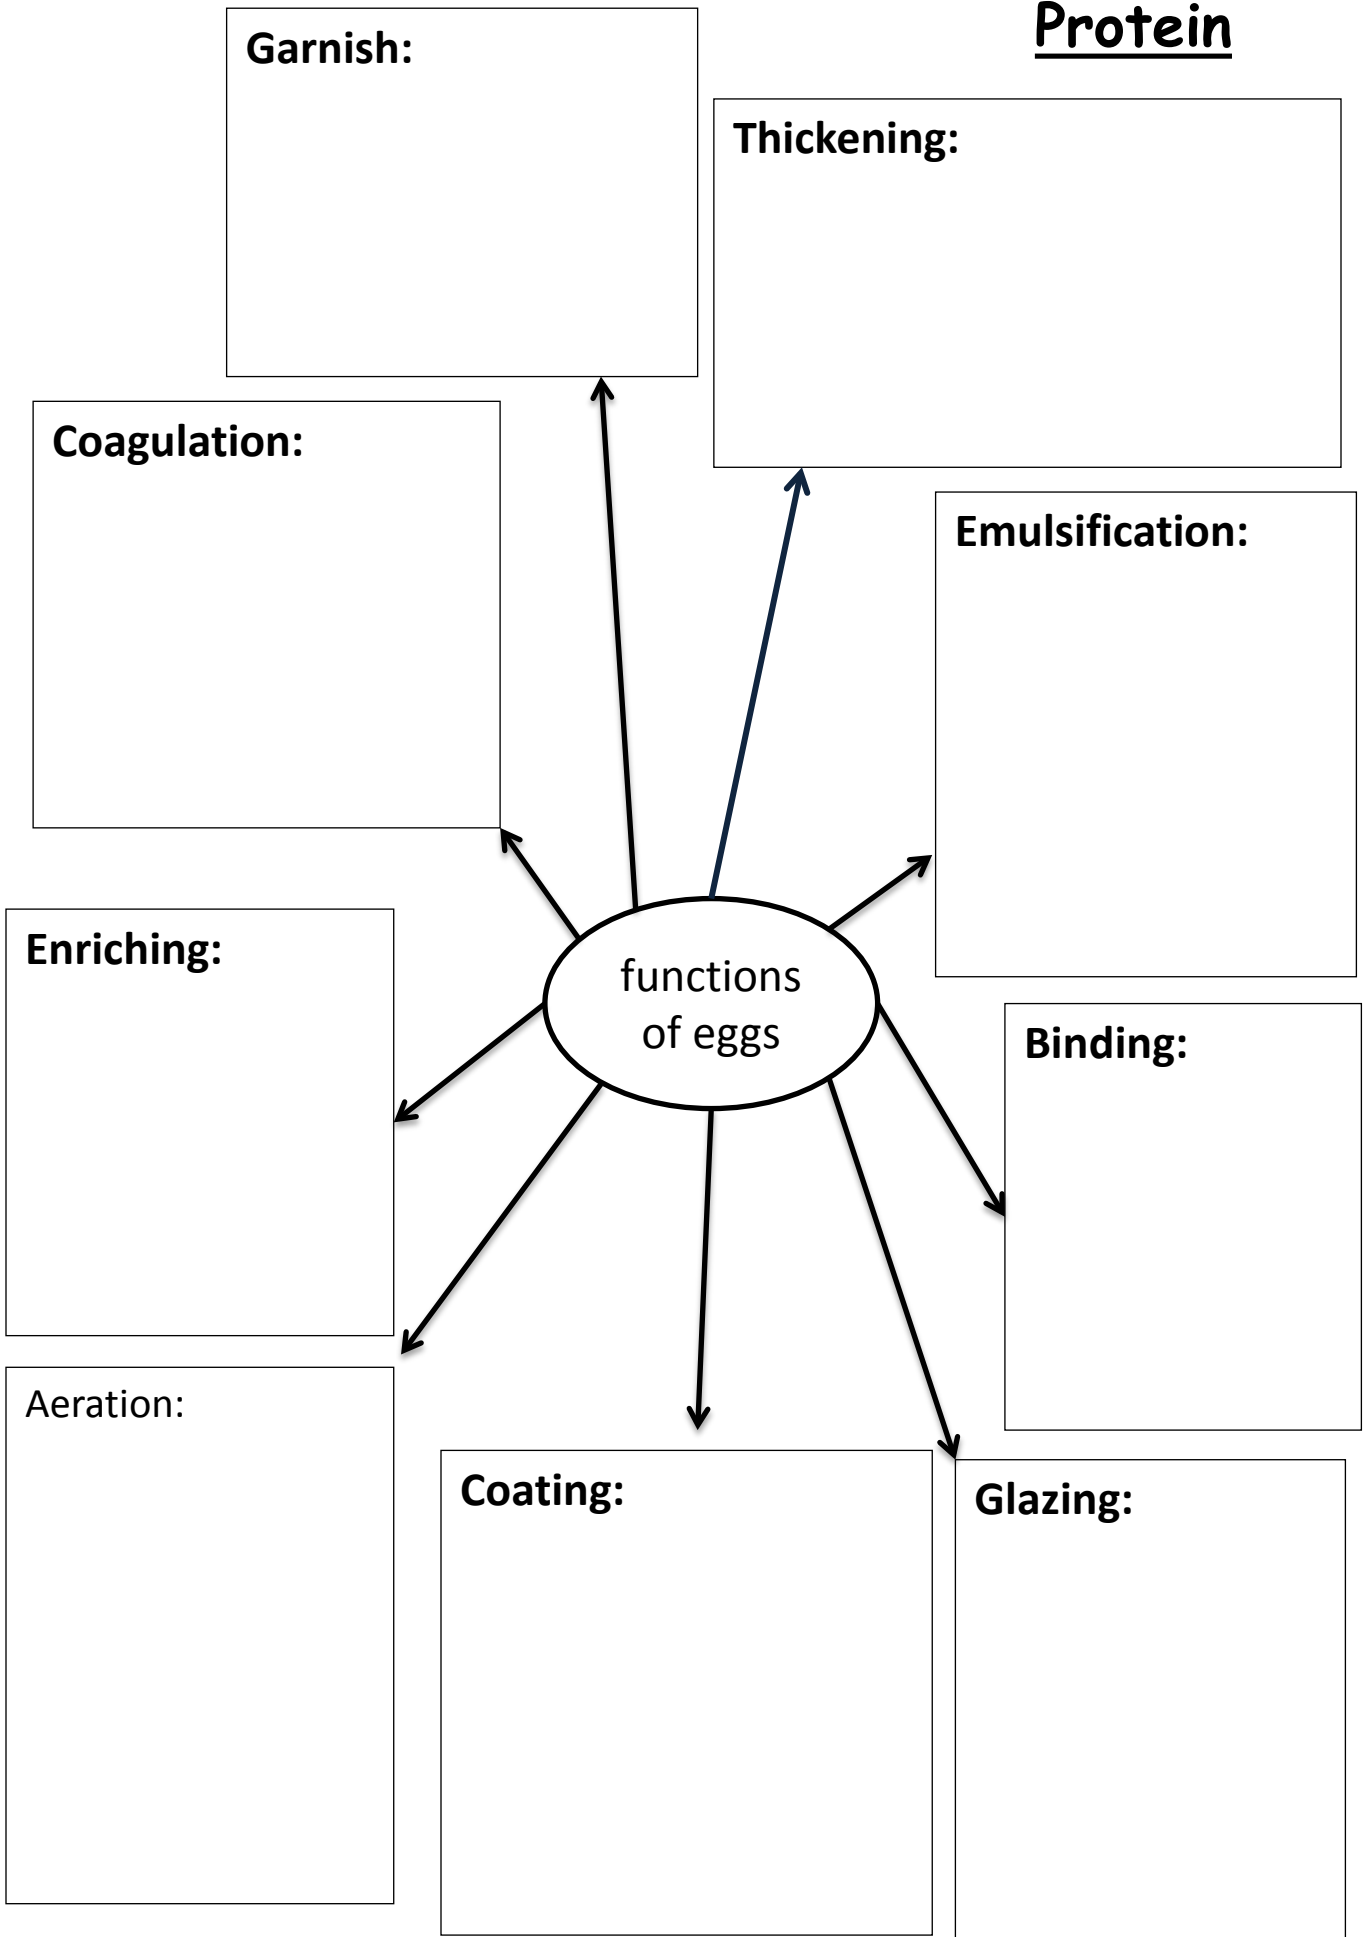 Protein
Garnish:
Thickening:
Coagulation:
Emulsification:
Enriching:
functions
of eggs
Binding:
Aeration:
Coating:
Glazing: